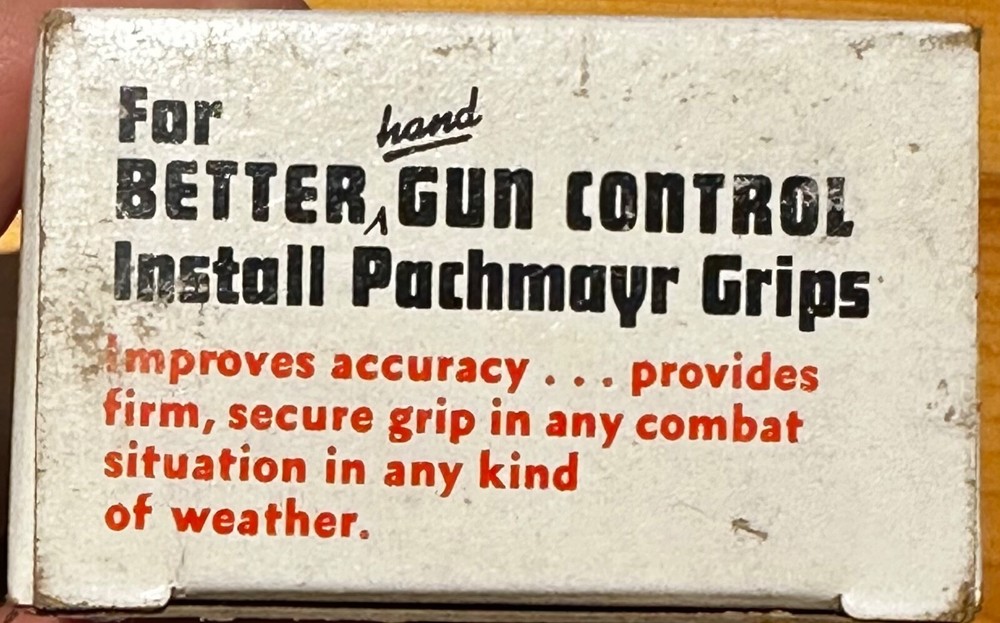 For
hand
BETTER ^ GUN CONTROL
Install Pachmayr Grips
Improves accuracy . . . provides
firm, secure grip in any combat
situation in any kind
of weather.